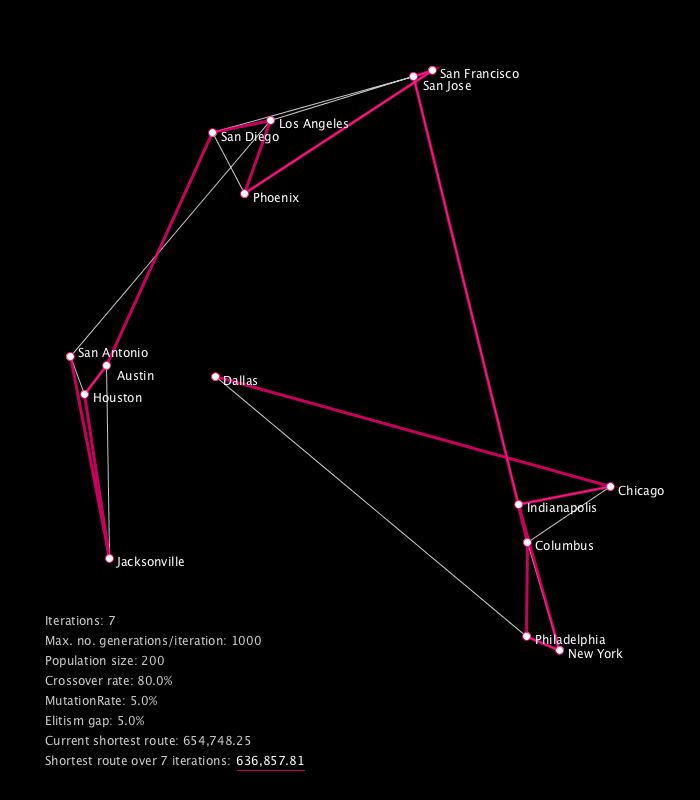 San Francisco
San Jose
Los Angeles
San Diego
Phoenix
San Antonio
Austin
Dallas
Houston
Chicago
Indianapolis
Columbus
Jacksonville
Philadelphia
New York
Iterations: 7
Max. no. generations/iteration: 1000
Population size: 200
Crossover rate: 80.0%
MutationRate: 5.0%
Elitism gap: 5.0%
Current shortest route: 654,748.25
Shortest route over 7 iterations: 636,857.81